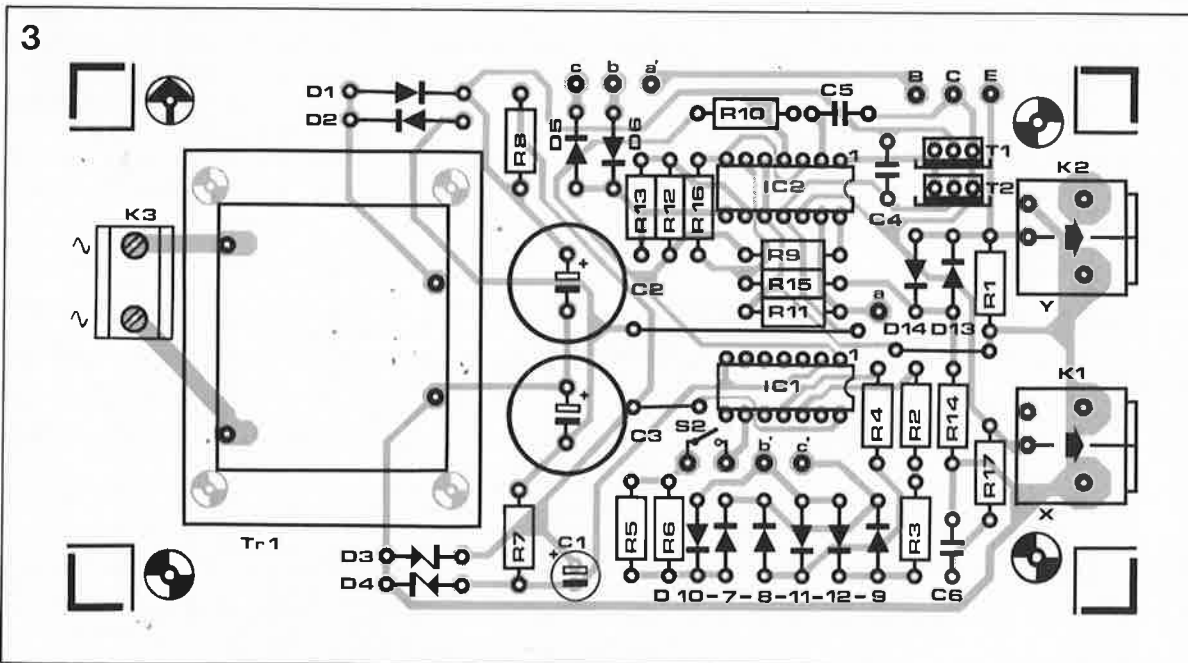 3
c b a' B C E
D1
D2
R8
D5
D6
R10
C5
1
T1
T2
IC2
C4
K2
K3
~
~
R13
R12
R16
C2
+
R9
R15
R11
a
D14 D13
R1
Y
1
IC1
K1
C3
+
S2
b' c'
R4
R2
R14
R17
X
Tr1
D3
D4
R7
C1
+
R5
R6
R3
D 10-7-8-11-12-9
C6